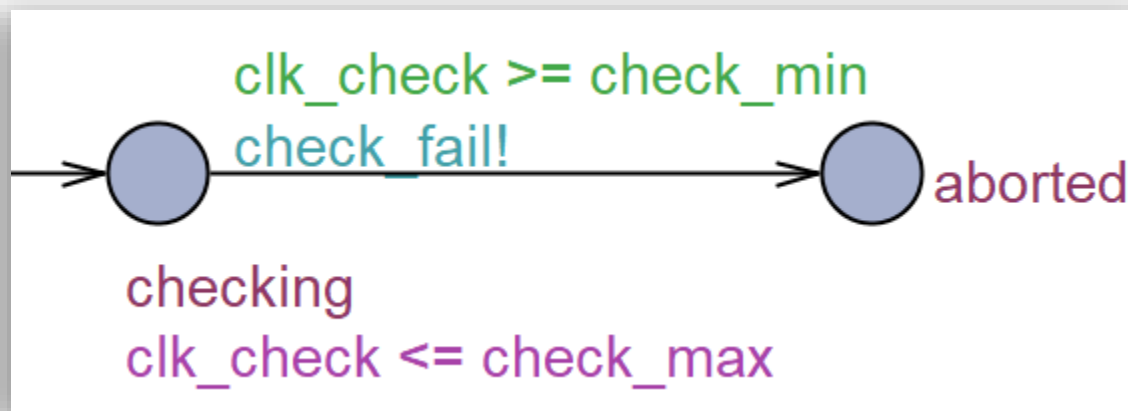 clk_check >= check_min
check_fail!
aborted
checking
clk_check <= check_max